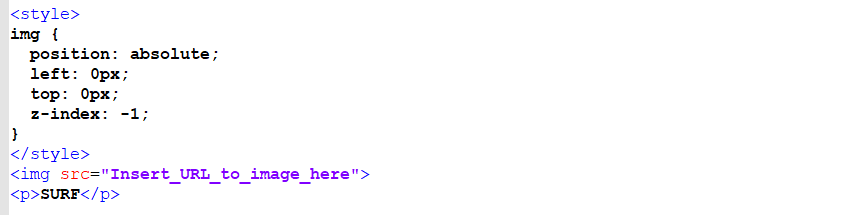 <style>
img {
  position: absolute;
  left: 0px;
  top: 0px;
  z-index: -1;
}
</style>
<img src="Insert_URL_to_image_here">
<p>SURF</p>